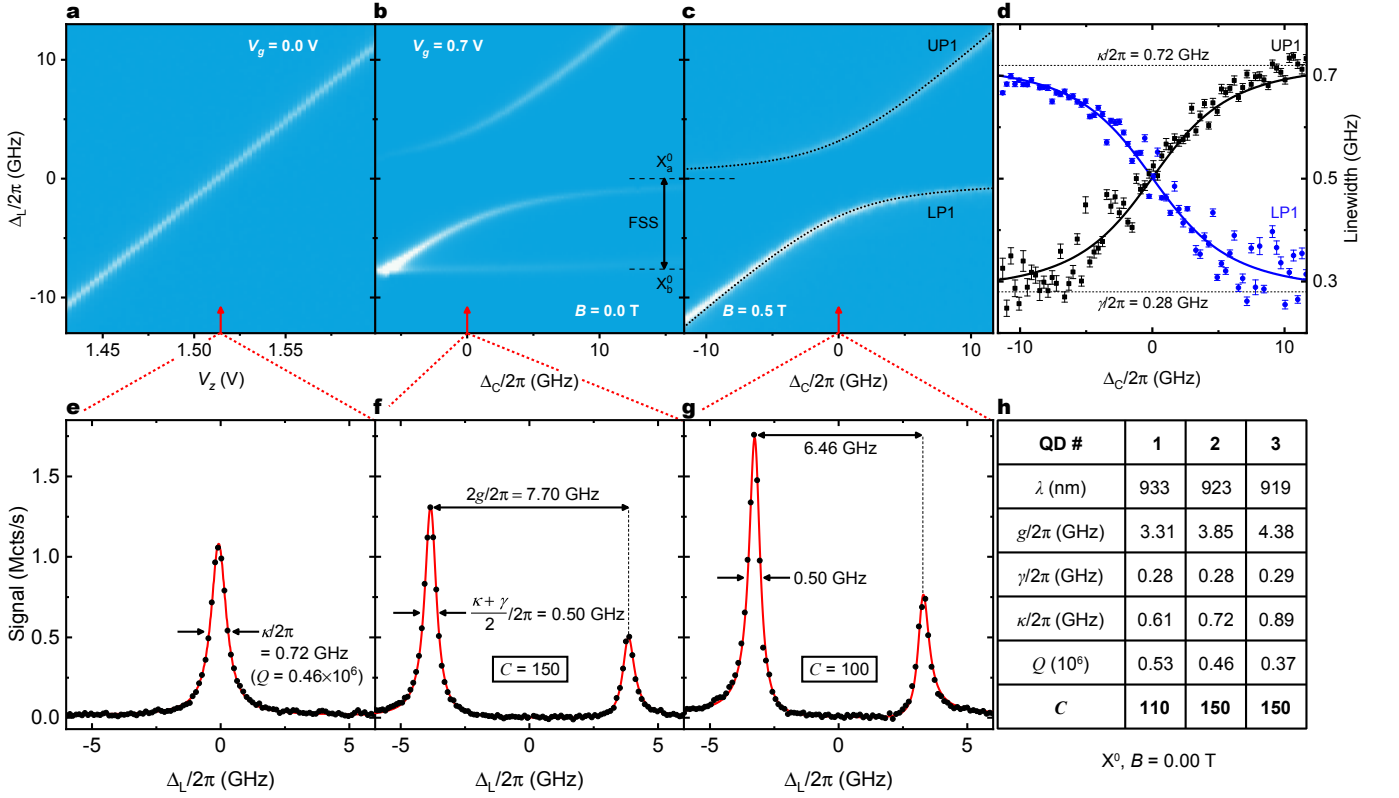 a
V_g = 0.0 V
10
0
-10
Δ_L/2π (GHz)
1.45
1.50
1.55
V_z (V)
b
V_g = 0.7 V
X_a^0
FSS
X_b^0
B = 0.0 T
0
10
Δ_C/2π (GHz)
c
UP1
LP1
B = 0.5 T
-10
0
10
Δ_C/2π (GHz)
d
κ/2π = 0.72 GHz
UP1
LP1
γ/2π = 0.28 GHz
0.7
0.5
0.3
Linewidth (GHz)
-10
0
10
Δ_C/2π (GHz)
e
1.5
1.0
0.5
0.0
Signal (Mcts/s)
κ/2π
= 0.72 GHz
(Q = 0.46×10⁶)
-5
0
5
Δ_L/2π (GHz)
f
2g/2π = 7.70 GHz
(κ + γ)/2 /2π = 0.50 GHz
C = 150
-5
0
5
Δ_L/2π (GHz)
g
6.46 GHz
0.50 GHz
C = 100
-5
0
5
Δ_L/2π (GHz)
h
QD # 1 2 3
λ (nm) 933 923 919
g/2π (GHz) 3.31 3.85 4.38
γ/2π (GHz) 0.28 0.28 0.29
κ/2π (GHz) 0.61 0.72 0.89
Q (10⁶) 0.53 0.46 0.37
C 110 150 150
X⁰, B = 0.00 T